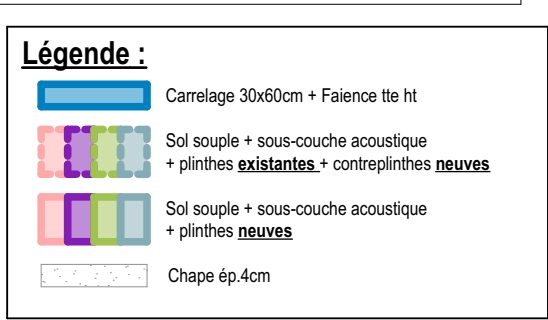 Légende :
Carrelage 30x60cm + Faience tte ht
Sol souple + sous-couche acoustique
+ plinthes existantes + contreplinthes neuves
Sol souple + sous-couche acoustique
+ plinthes neuves
Chape ép.4cm